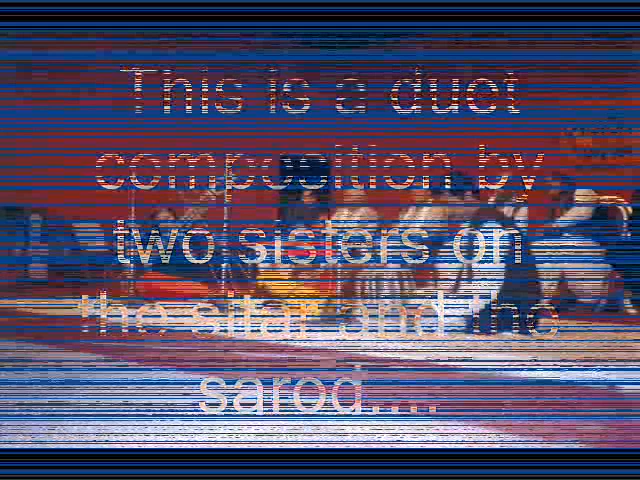 This is a duet
composition by
two sisters on
the sitar and the
sarod....